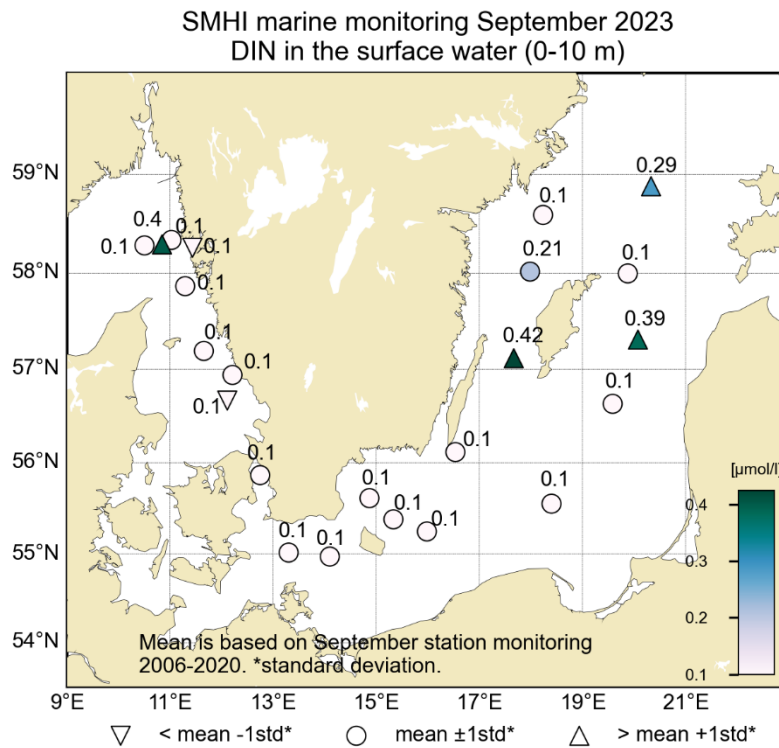 SMHI marine monitoring September 2023
DIN in the surface water (0-10 m)
59°N
58°N
57°N
56°N
55°N
54°N
0.29
0.1
0.4
0.1
0.1
0.1
0.21
0.1
0.1
0.42
0.39
0.1
0.1
0.1
0.1
0.1
0.1
0.1
0.1
0.1
0.1
0.1
0.1
[µmol/l]
0.4
0.3
0.2
0.1
Mean is based on September station monitoring
2006-2020. *standard deviation.
9°E 11°E 13°E 15°E 17°E 19°E 21°E
< mean -1std* mean ±1std* > mean +1std*